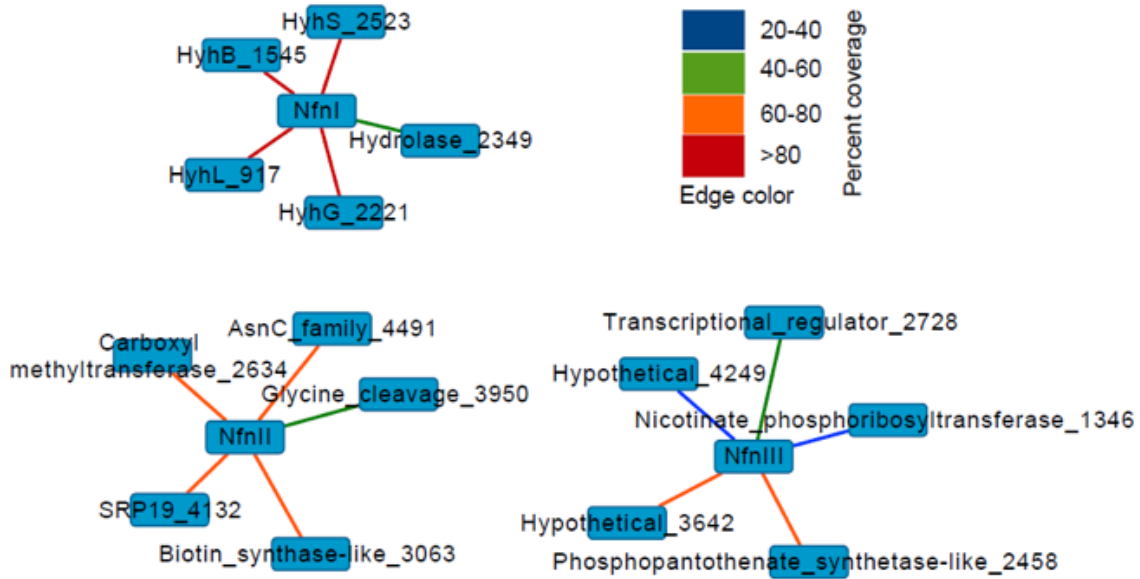 HyhS_2523
HyhB_1545
NfnI
Hydrolase_2349
HyhL_917
HyhG_2221
20-40
40-60
60-80
>80
Edge color
Percent coverage
AsnC_family_4491
Carboxyl
methyltransferase_2634
Glycine_cleavage_3950
NfnII
SRP19_4132
Biotin_synthase-like_3063
Transcriptional_regulator_2728
Hypothetical_4249
Nicotinate_phosphoribosyltransferase_1346
NfnIII
Hypothetical_3642
Phosphopantothenate_synthetase-like_2458